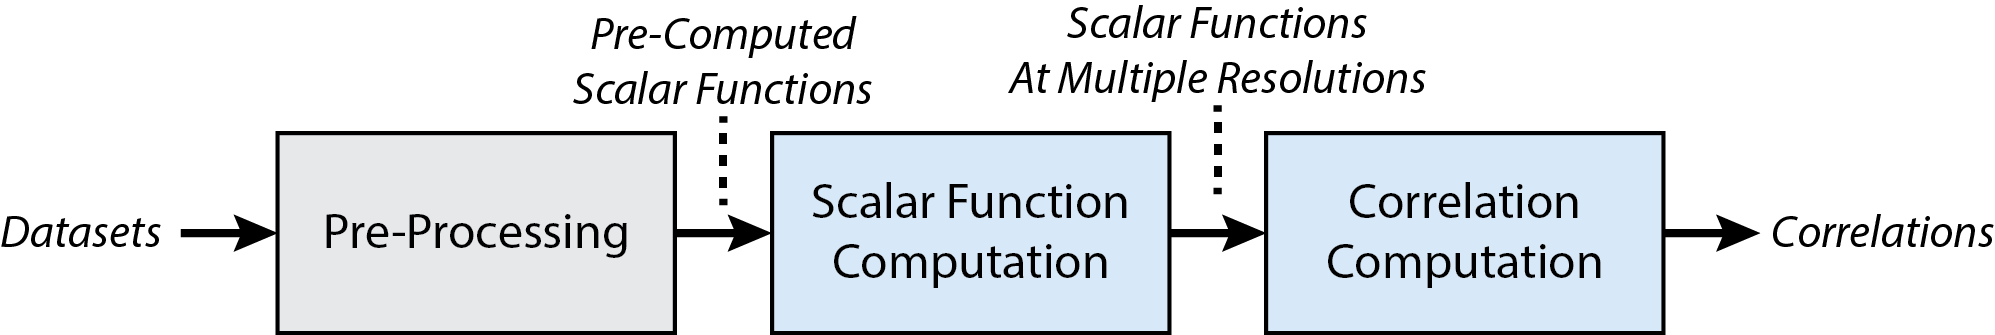 Pre-Computed
Scalar Functions
Scalar Functions
At Multiple Resolutions
Datasets
Pre-Processing
Scalar Function
Computation
Correlation
Computation
Correlations